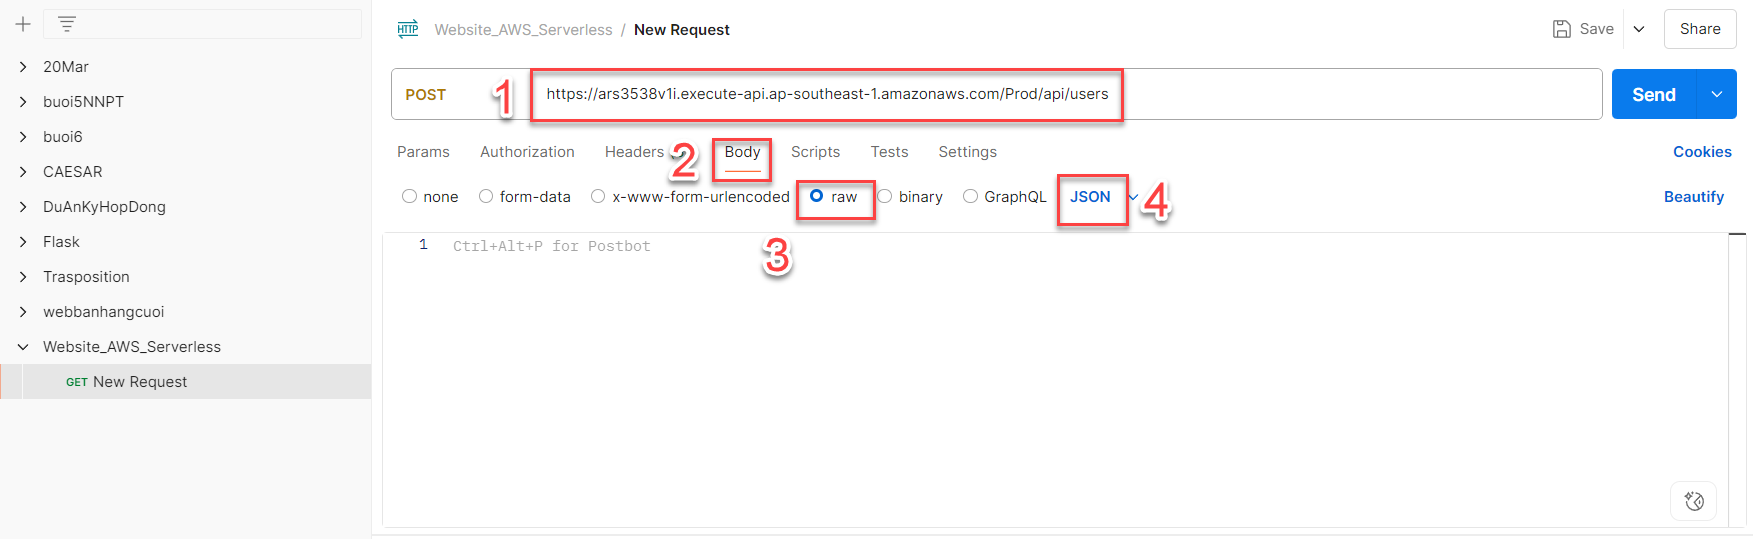 Website_AWS_Serverless / New Request
Save
Share
20Mar
buoi5NNPT
buoi6
CAESAR
DuAnKyHopDong
Flask
Trasposition
webbanhangcuoi
Website_AWS_Serverless
GET New Request
POST
1
https://ars3538v1i.execute-api.ap-southeast-1.amazonaws.com/Prod/api/users
Send
Params Authorization Headers 2 Body Scripts Tests Settings Cookies
none form-data x-www-form-urlencoded raw binary GraphQL JSON 4 Beautify
3
1 Ctrl+Alt+P for Postbot